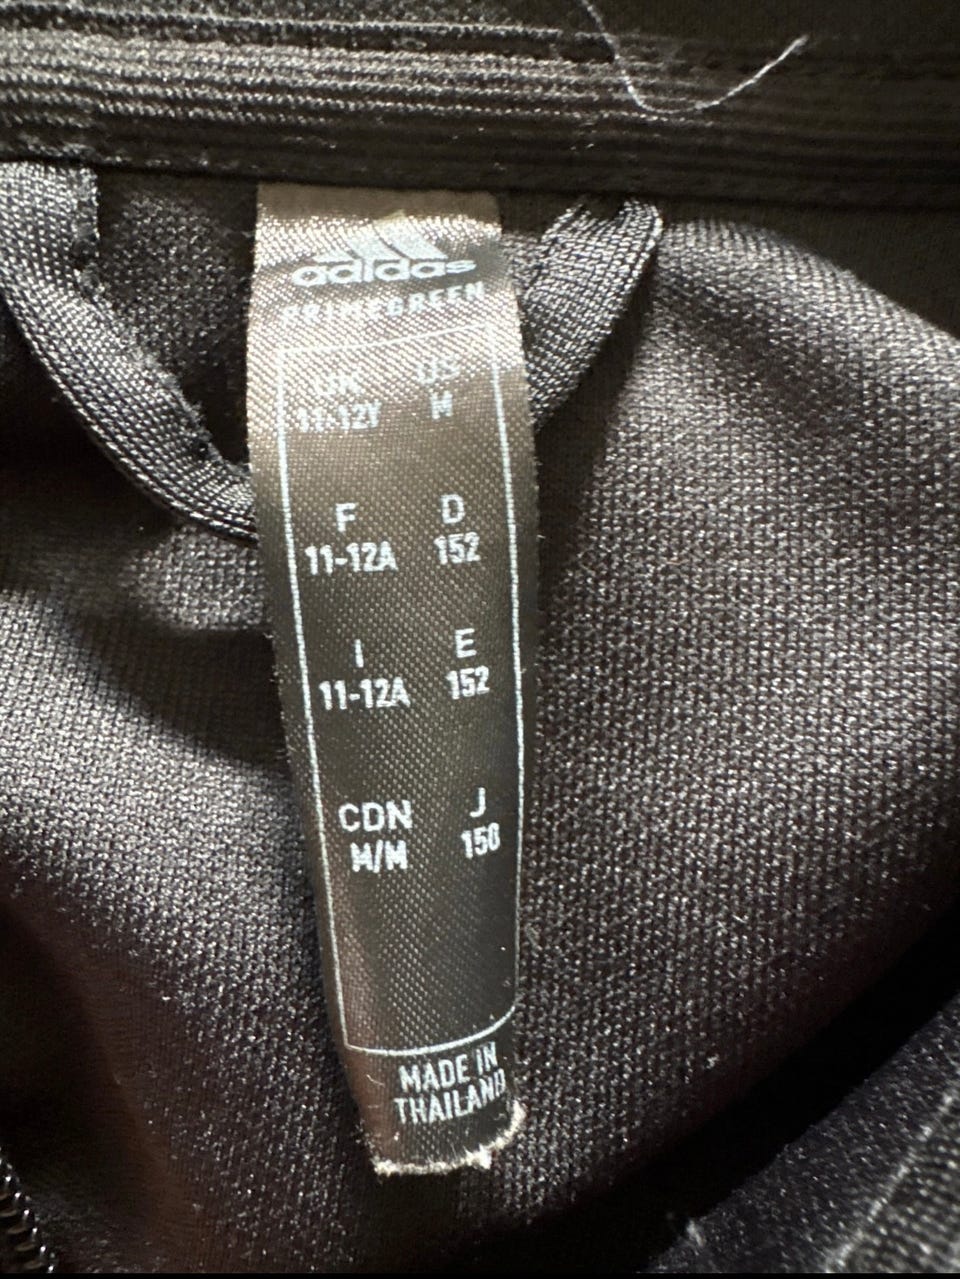 adidas
PRIMEGREEN
UK US
11-12Y M
F D
11-12A 152
I E
11-12A 152
CDN J
M/M 150
MADE IN
THAILAND